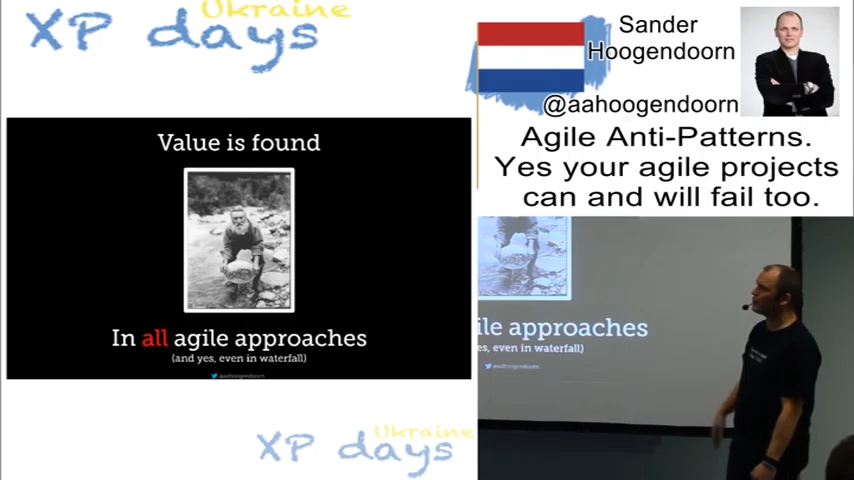 Ukraine
XP days
Sander
Hoogendoorn
@aahoogendoorn
Agile Anti-Patterns.
Yes your agile projects
can and will fail too.
Value is found
In all agile approaches
(and yes, even in waterfall)
aahoogendoorn
ile approaches
es, even in waterfall)
aahoogendoorn
Ukraine
XP days